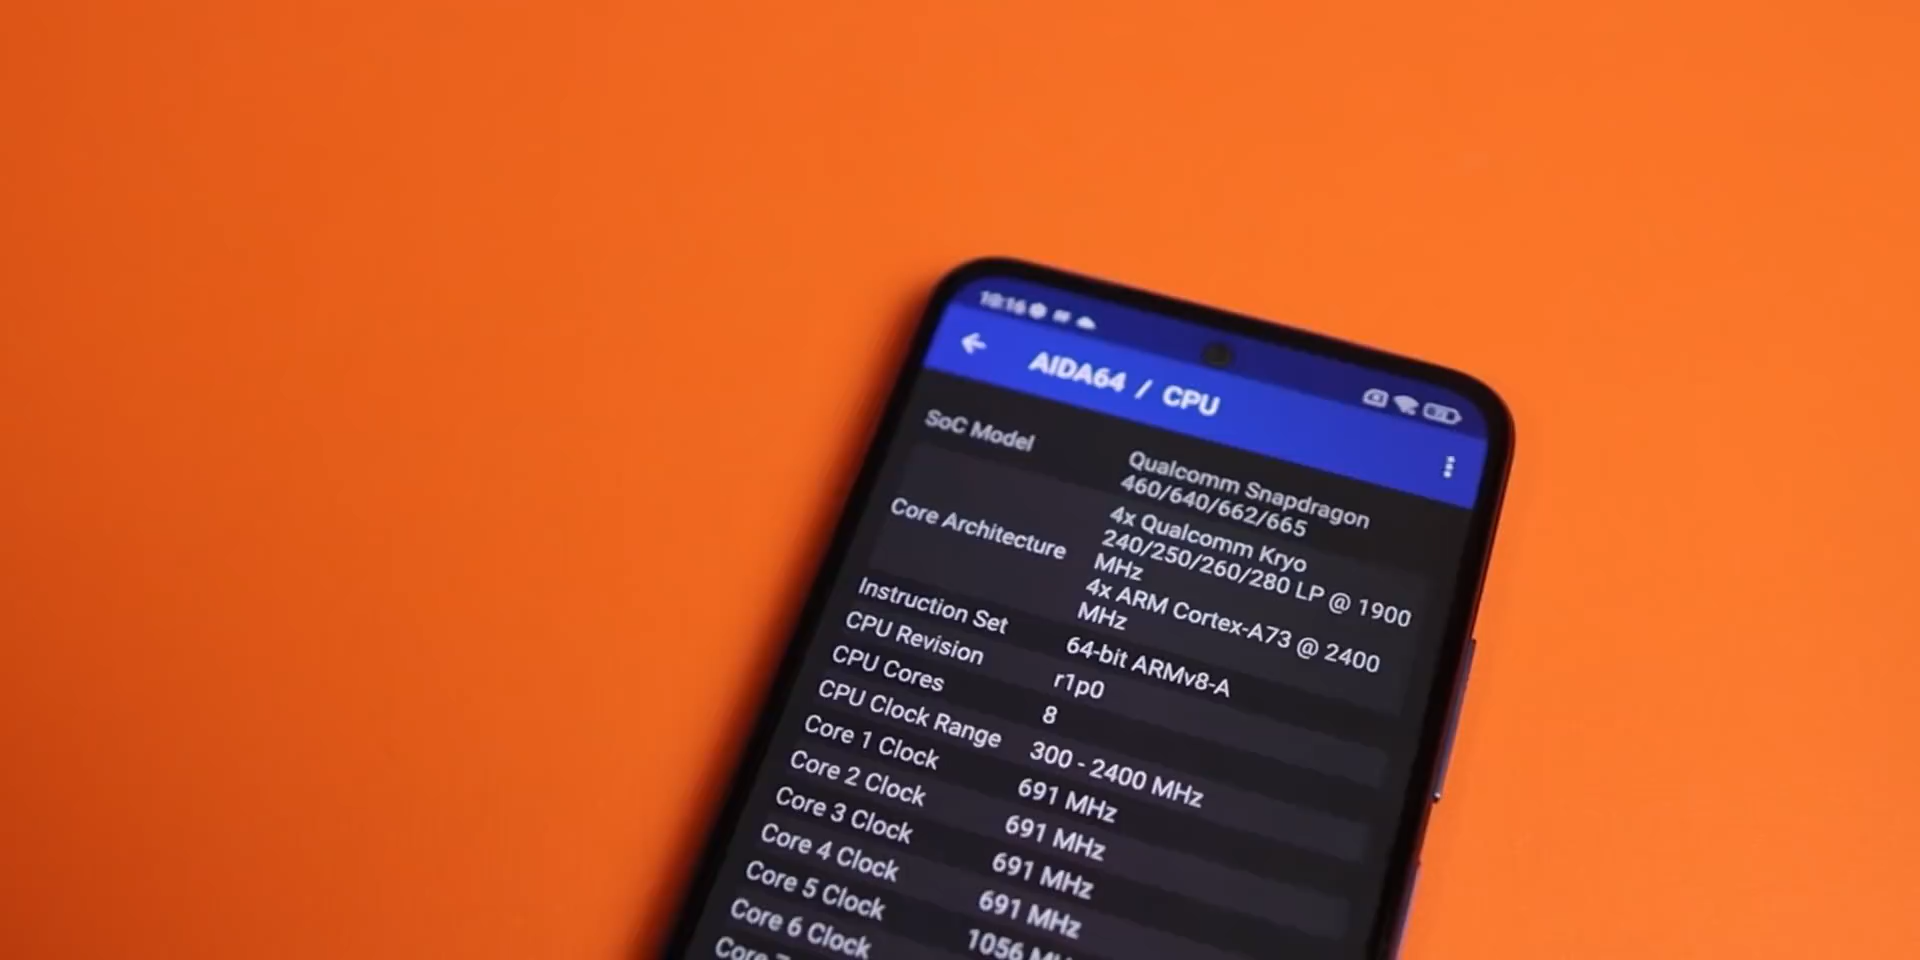 10:16
AIDA64 / CPU
SoC Model
Qualcomm Snapdragon
460/640/662/665
Core Architecture
4x Qualcomm Kryo
240/250/260/280 LP @ 1900
MHz
4x ARM Cortex-A73 @ 2400
MHz
Instruction Set
64-bit ARMv8-A
CPU Revision
r1p0
CPU Cores
8
CPU Clock Range
300 - 2400 MHz
Core 1 Clock
691 MHz
Core 2 Clock
691 MHz
Core 3 Clock
691 MHz
Core 4 Clock
691 MHz
Core 5 Clock
1056
Core 6 Clock
Core